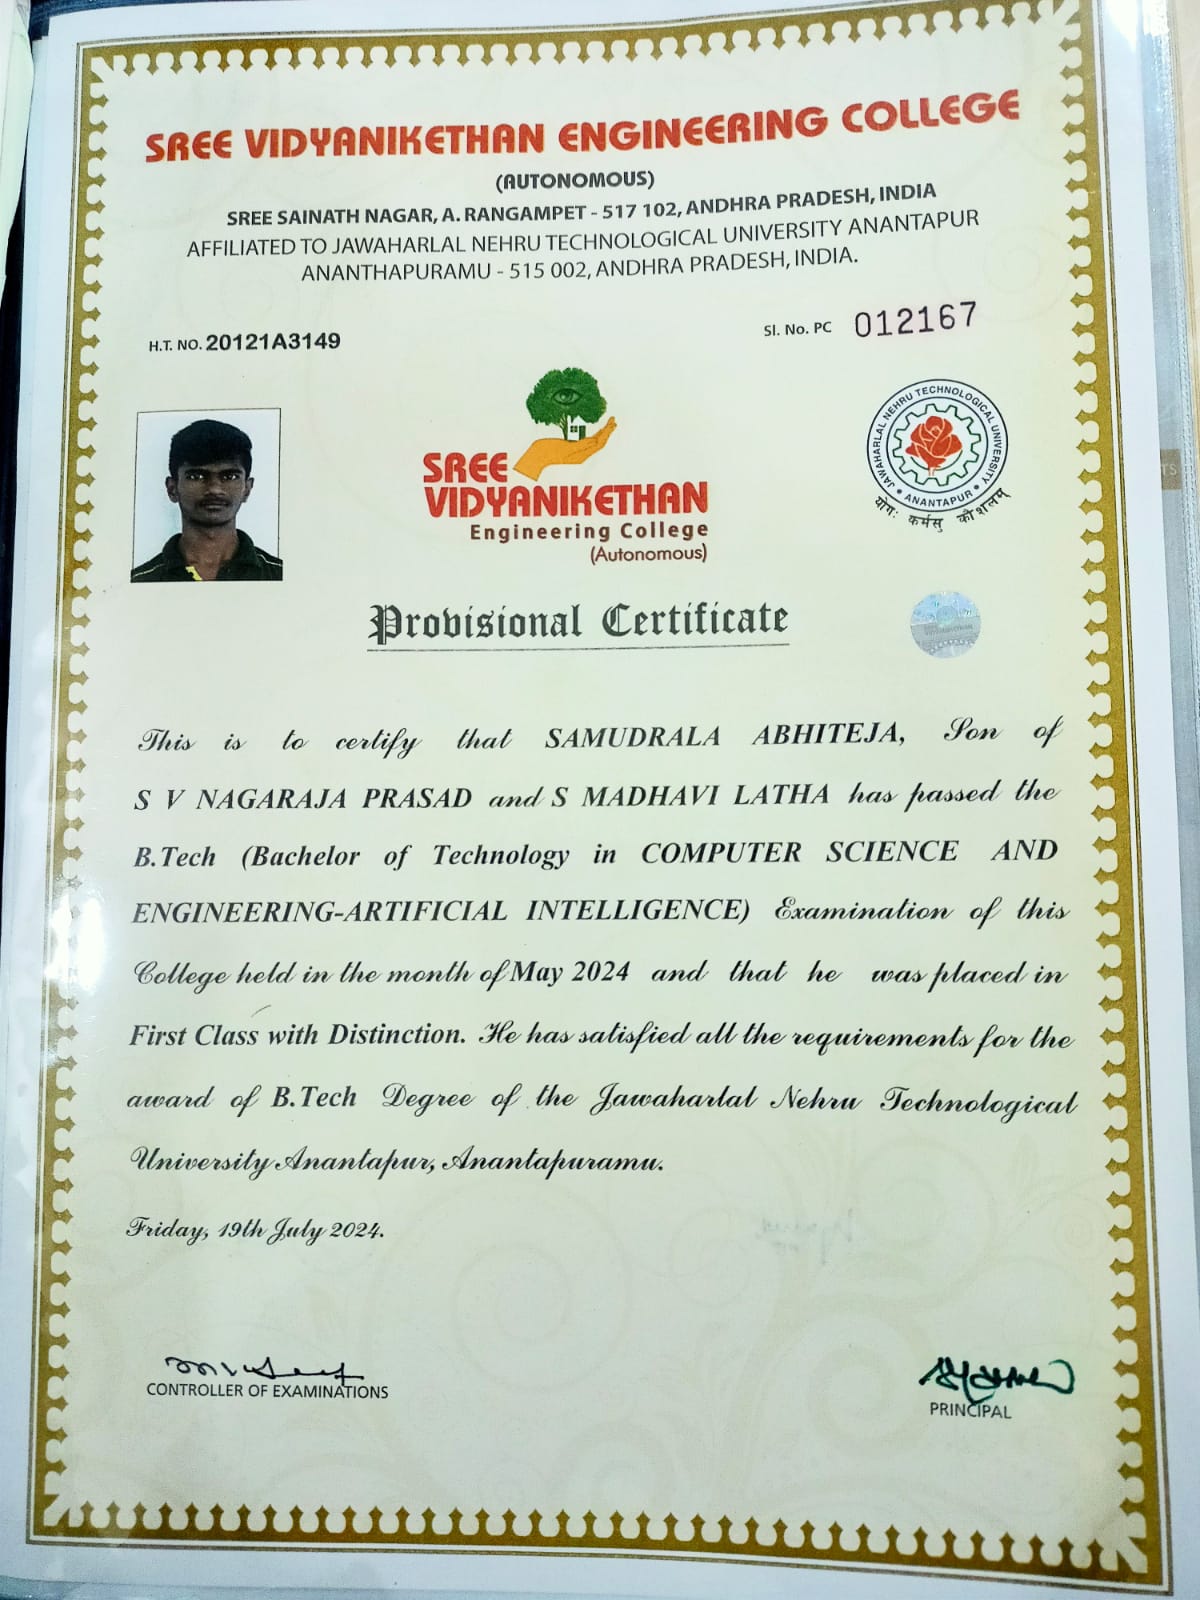 SREE VIDYANIKETHAN ENGINEERING COLLEGE
(AUTONOMOUS)
SREE SAINATH NAGAR, A. RANGAMPET - 517 102, ANDHRA PRADESH, INDIA
AFFILIATED TO JAWAHARLAL NEHRU TECHNOLOGICAL UNIVERSITY ANANTAPUR
ANANTHAPURAMU - 515 002, ANDHRA PRADESH, INDIA.
H.T. NO. 20121A3149
Sl. No. PC 012167
SREE
VIDYANIKETHAN
Engineering College
(Autonomous)
JAWAHARLAL NEHRU TECHNOLOGICAL UNIVERSITY
ANANTAPUR
योगः कर्मसु कौशलम्
Provisional Certificate
This is to certify that SAMUDRALA ABHITEJA, Son of
S V NAGARAJA PRASAD and S MADHAVI LATHA has passed the
B.Tech (Bachelor of Technology in COMPUTER SCIENCE AND
ENGINEERING-ARTIFICIAL INTELLIGENCE) Examination of this
College held in the month of May 2024 and that he was placed in
First Class with Distinction. He has satisfied all the requirements for the
award of B.Tech Degree of the Jawaharlal Nehru Technological
University Anantapur, Anantapuramu.
Friday, 19th July 2024.
CONTROLLER OF EXAMINATIONS
PRINCIPAL